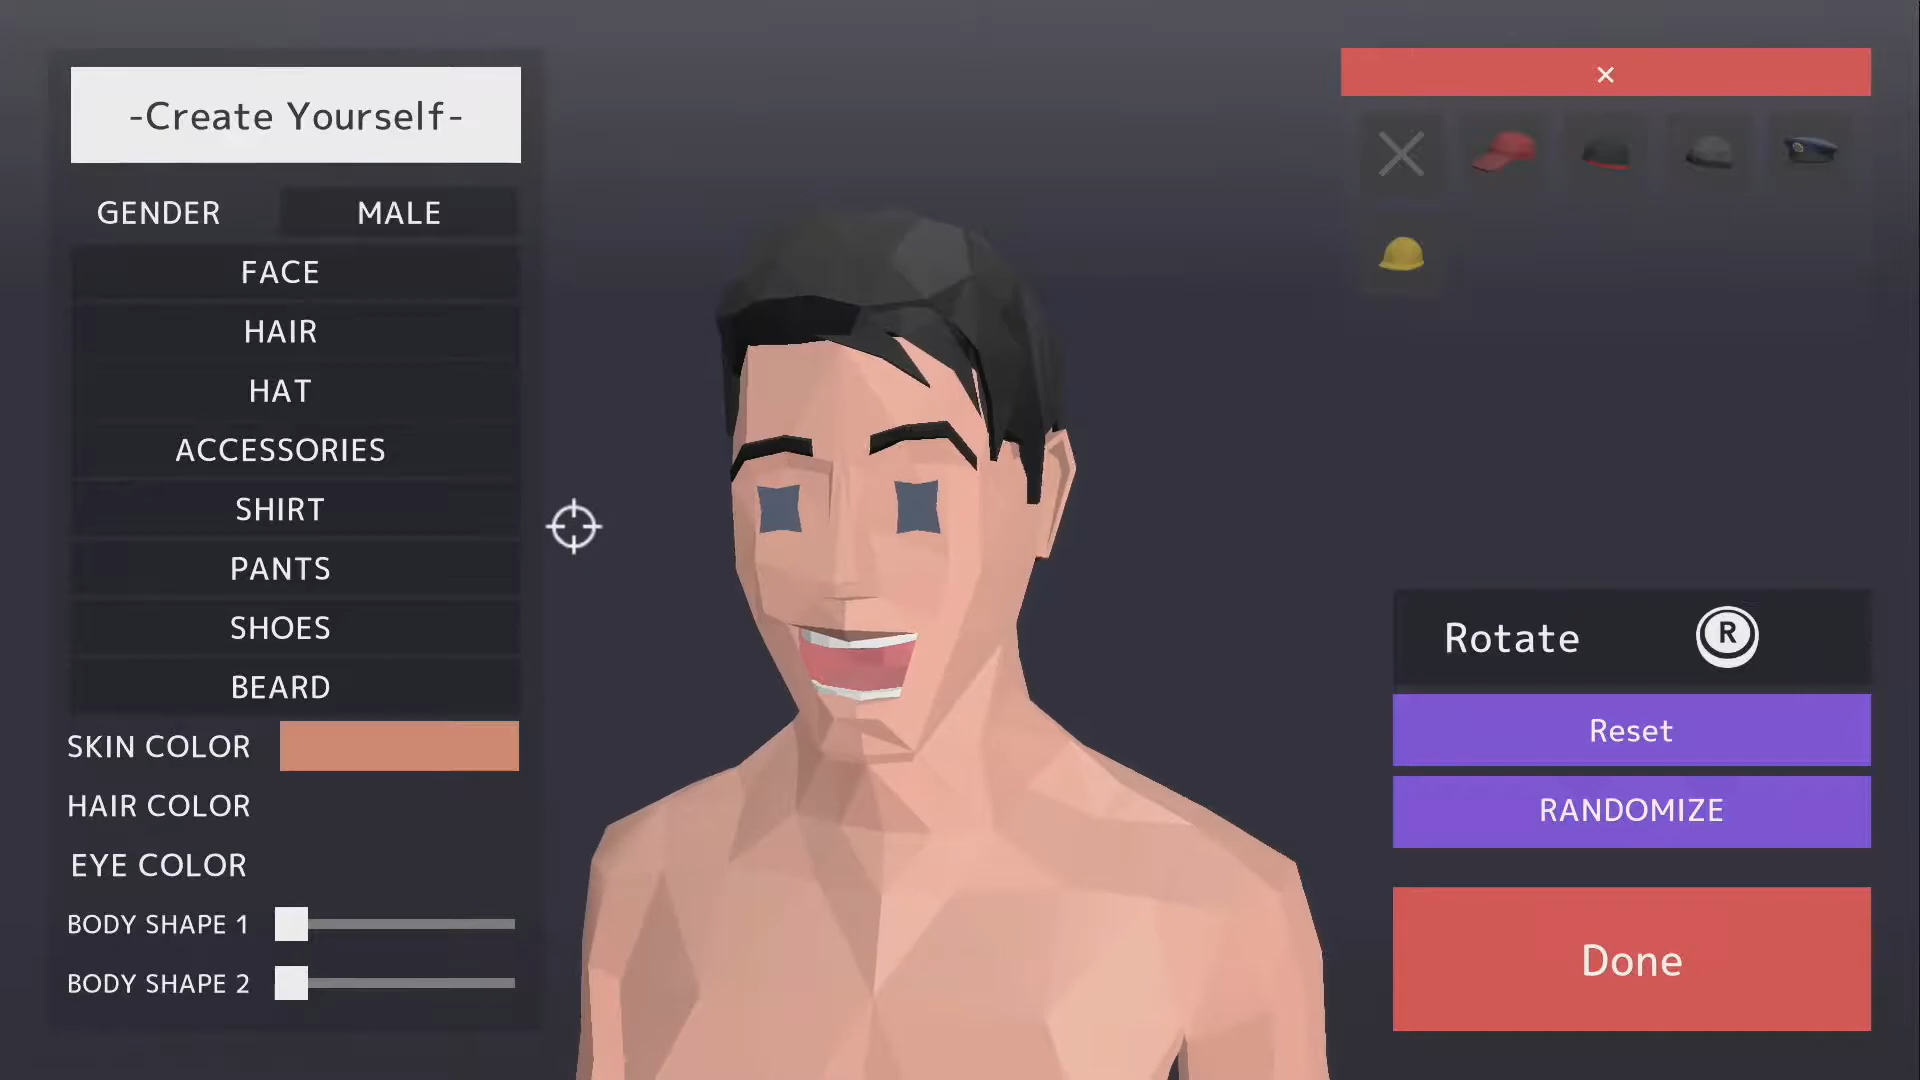 -Create Yourself-
GENDER MALE
FACE
HAIR
HAT
ACCESSORIES
SHIRT
PANTS
SHOES
BEARD
SKIN COLOR
HAIR COLOR
EYE COLOR
BODY SHAPE 1
BODY SHAPE 2
×
Rotate R
Reset
RANDOMIZE
Done